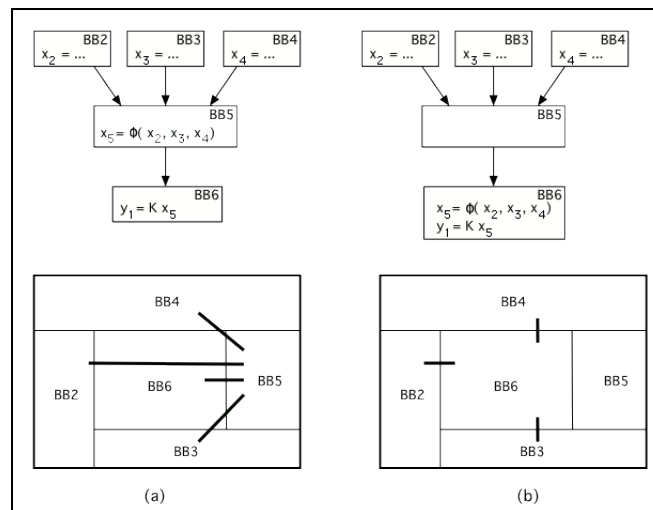 BB2 BB3 BB4
x2 = ... x3 = ... x4 = ...
BB5
x5 = Φ( x2, x3, x4)
BB6
y1 = K x5
BB4
BB2 BB6 BB5
BB3
(a)
BB2 BB3 BB4
x2 = ... x3 = ... x4 = ...
BB5
BB6
x5 = Φ( x2, x3, x4)
y1 = K x5
BB4
BB2 BB6 BB5
BB3
(b)